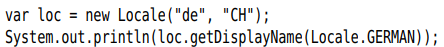 var loc = new Locale("de", "CH");
System.out.println(loc.getDisplayName(Locale.GERMAN));